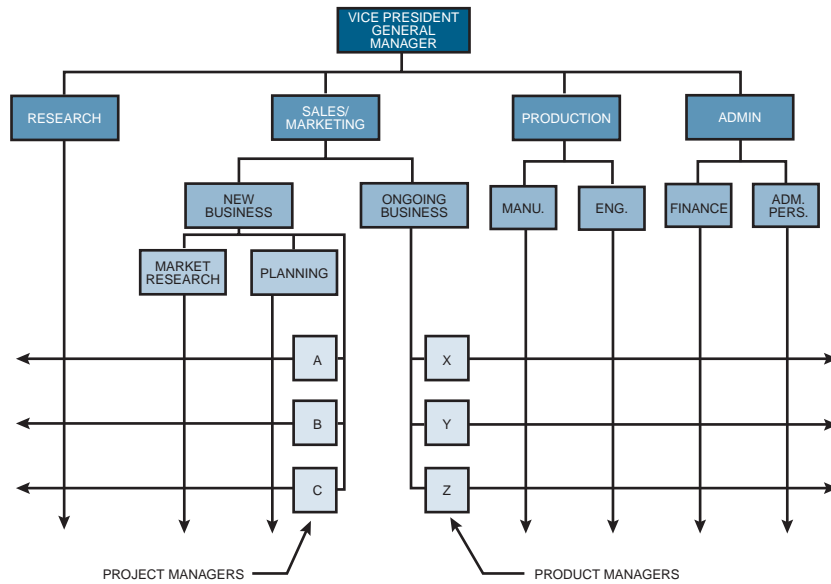 VICE PRESIDENT
GENERAL
MANAGER
RESEARCH
SALES/
MARKETING
PRODUCTION
ADMIN
NEW
BUSINESS
ONGOING
BUSINESS
MANU.
ENG.
FINANCE
ADM.
PERS.
MARKET
RESEARCH
PLANNING
A
X
B
Y
C
Z
PROJECT MANAGERS
PRODUCT MANAGERS